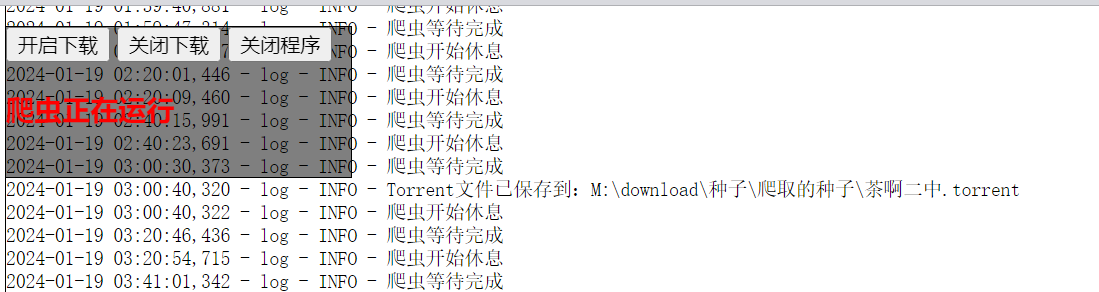 2024-01-19 01:59:40,881 - log - INFO - 爬虫开始休息
- log - INFO - 爬虫等待完成
开启下载 关闭下载 关闭程序
- INFO - 爬虫开始休息
2024-01-19 02:20:01,446 - log - INFO - 爬虫等待完成
2024-01-19 02:20:09,460 - log - INFO - 爬虫开始休息
爬虫正在运行
2024-01-19 02:40:15,991 - log - INFO - 爬虫等待完成
2024-01-19 02:40:23,691 - log - INFO - 爬虫开始休息
2024-01-19 03:00:30,373 - log - INFO - 爬虫等待完成
2024-01-19 03:00:40,320 - log - INFO - Torrent文件已保存到：M:\download\种子\爬取的种子\茶啊二中.torrent
2024-01-19 03:00:40,322 - log - INFO - 爬虫开始休息
2024-01-19 03:20:46,436 - log - INFO - 爬虫等待完成
2024-01-19 03:20:54,715 - log - INFO - 爬虫开始休息
2024-01-19 03:41:01,342 - log - INFO - 爬虫等待完成